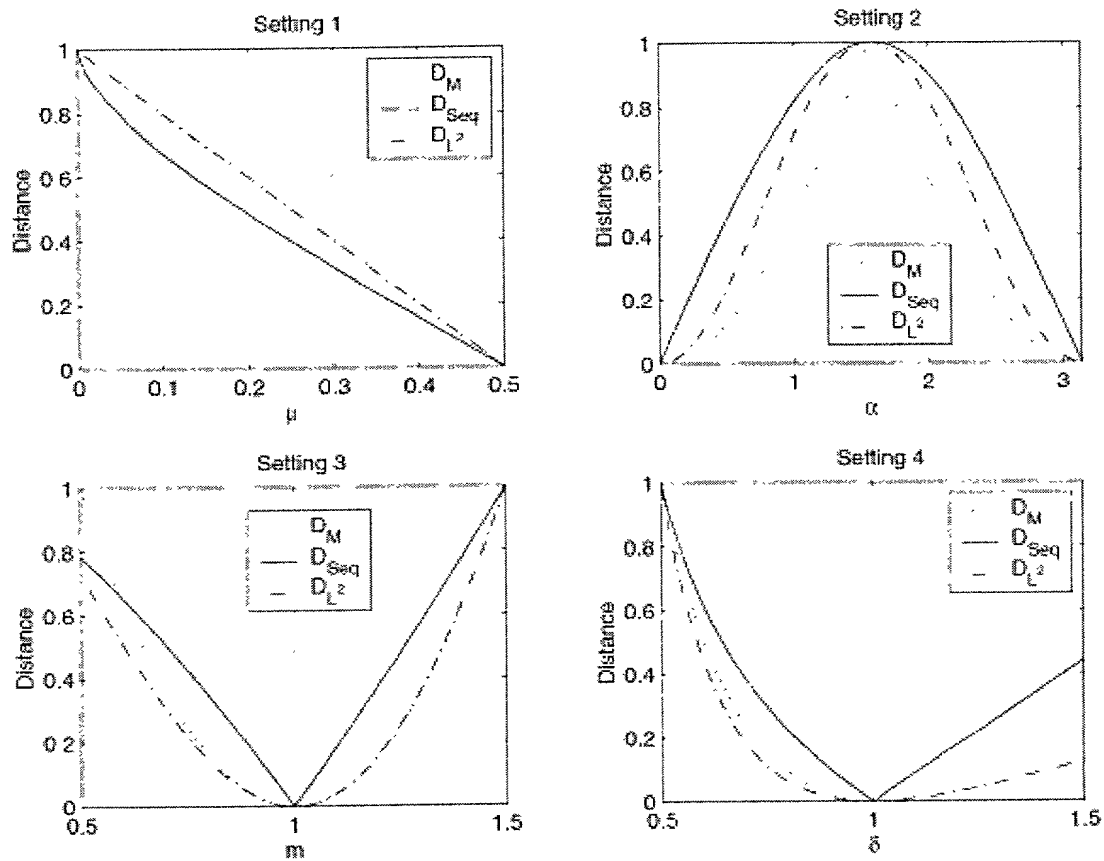 Setting 1
1
0.8
0.6
0.4
0.2
0
Distance
D_M
D_Seq
D_L²
0
0.1
0.2
0.3
0.4
0.5
μ
Setting 2
1
0.8
0.6
0.4
0.2
0
Distance
D_M
D_Seq
D_L²
0
1
2
3
α
Setting 3
1
0.8
0.6
0.4
0.2
0
Distance
D_M
D_Seq
D_L²
0.5
1
1.5
m
Setting 4
1
0.8
0.6
0.4
0.2
0
Distance
D_M
D_Seq
D_L²
0.5
1
1.5
δ